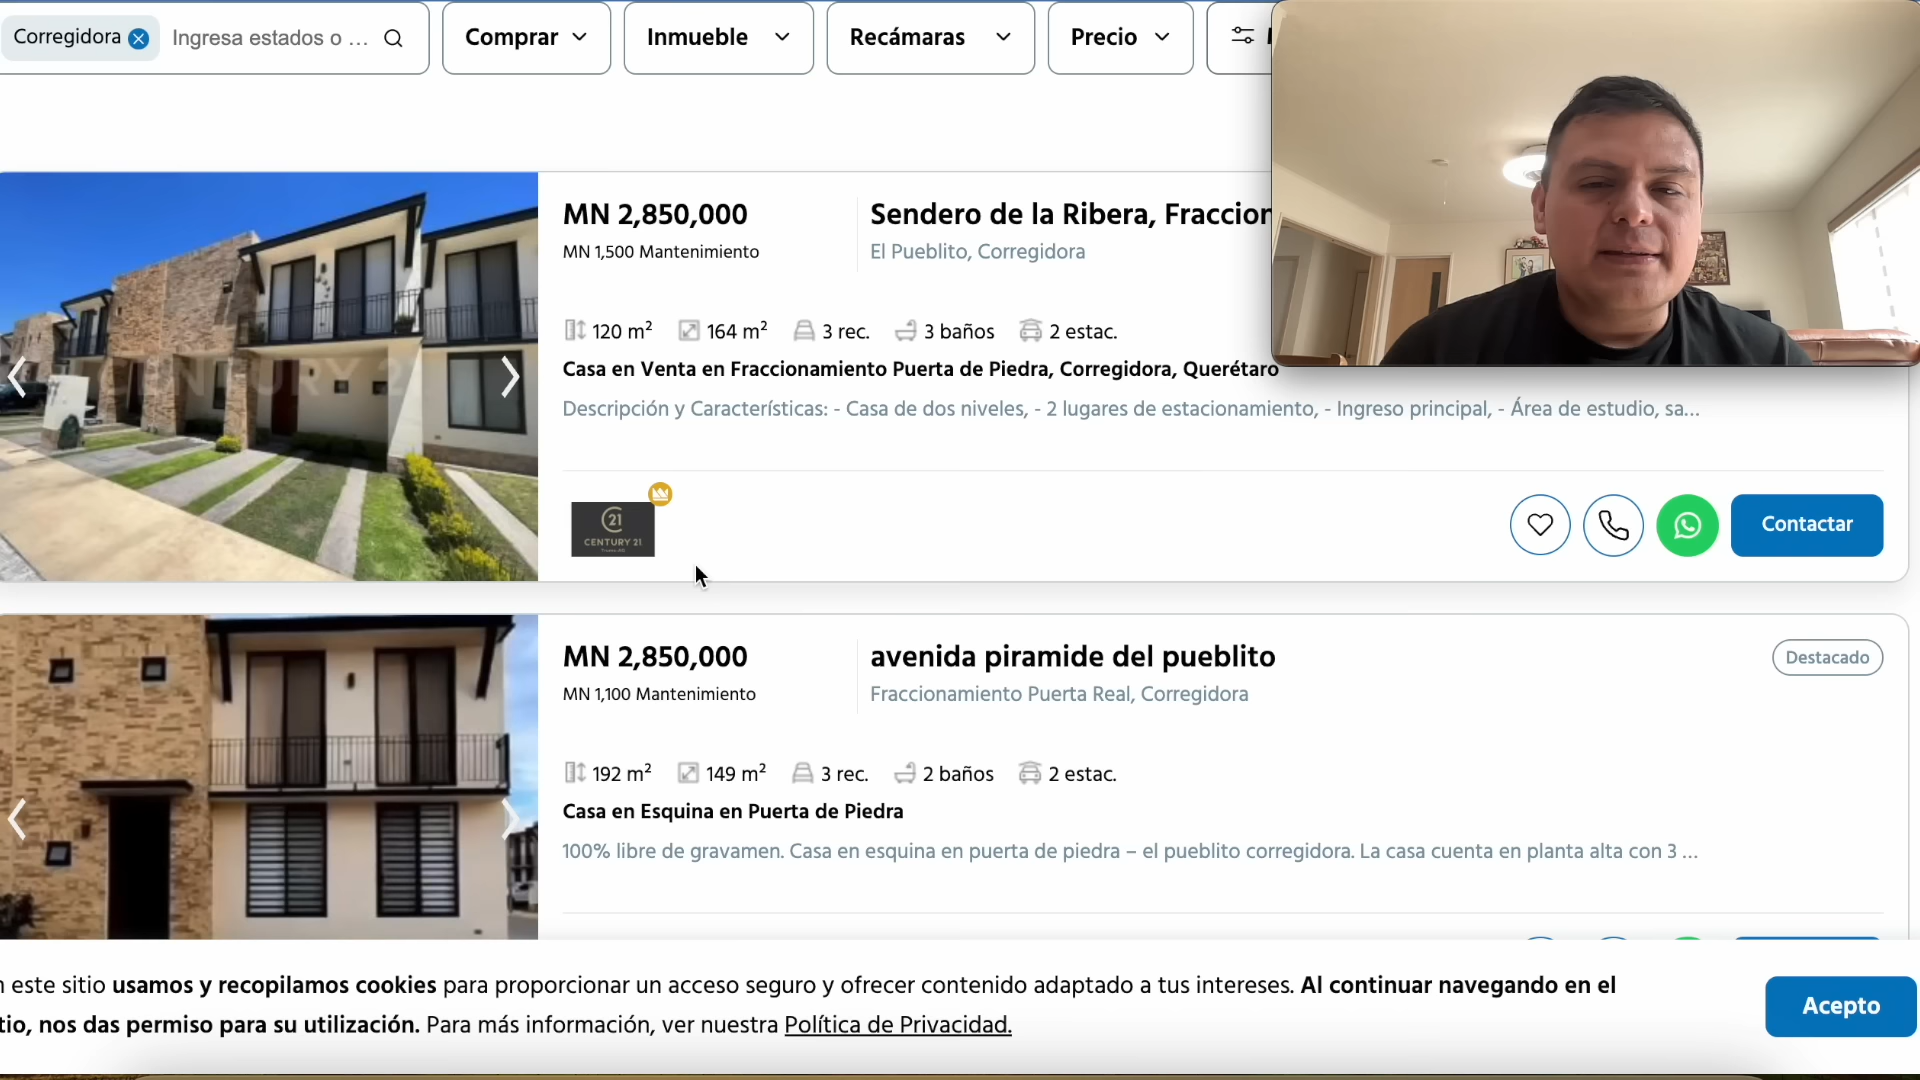 Corregidora
Ingresa estados o ...
Comprar
Inmueble
Recámaras
Precio
MN 2,850,000
MN 1,500 Mantenimiento
Sendero de la Ribera,
El Pueblito, Corregidora
120 m² 164 m² 3 rec. 3 baños 2 estac.
Casa en Venta en Fraccionamiento Puerta de Piedra, Corregidora, Querétaro
Descripción y Características: - Casa de dos niveles, - 2 lugares de estacionamiento, - Ingreso principal, - Área de estudio, sa...
21
CENTURY 21
Contactar
MN 2,850,000
MN 1,100 Mantenimiento
avenida piramide del pueblito
Fraccionamiento Puerta Real, Corregidora
Destacado
192 m² 149 m² 3 rec. 2 baños 2 estac.
Casa en Esquina en Puerta de Piedra
100% libre de gravamen. Casa en esquina en puerta de piedra – el pueblito corregidora. La casa cuenta en planta alta con 3 ...
este sitio usamos y recopilamos cookies para proporcionar un acceso seguro y ofrecer contenido adaptado a tus intereses. Al continuar navegando en el
nos das permiso para su utilización. Para más información, ver nuestra Política de Privacidad.
Acepto